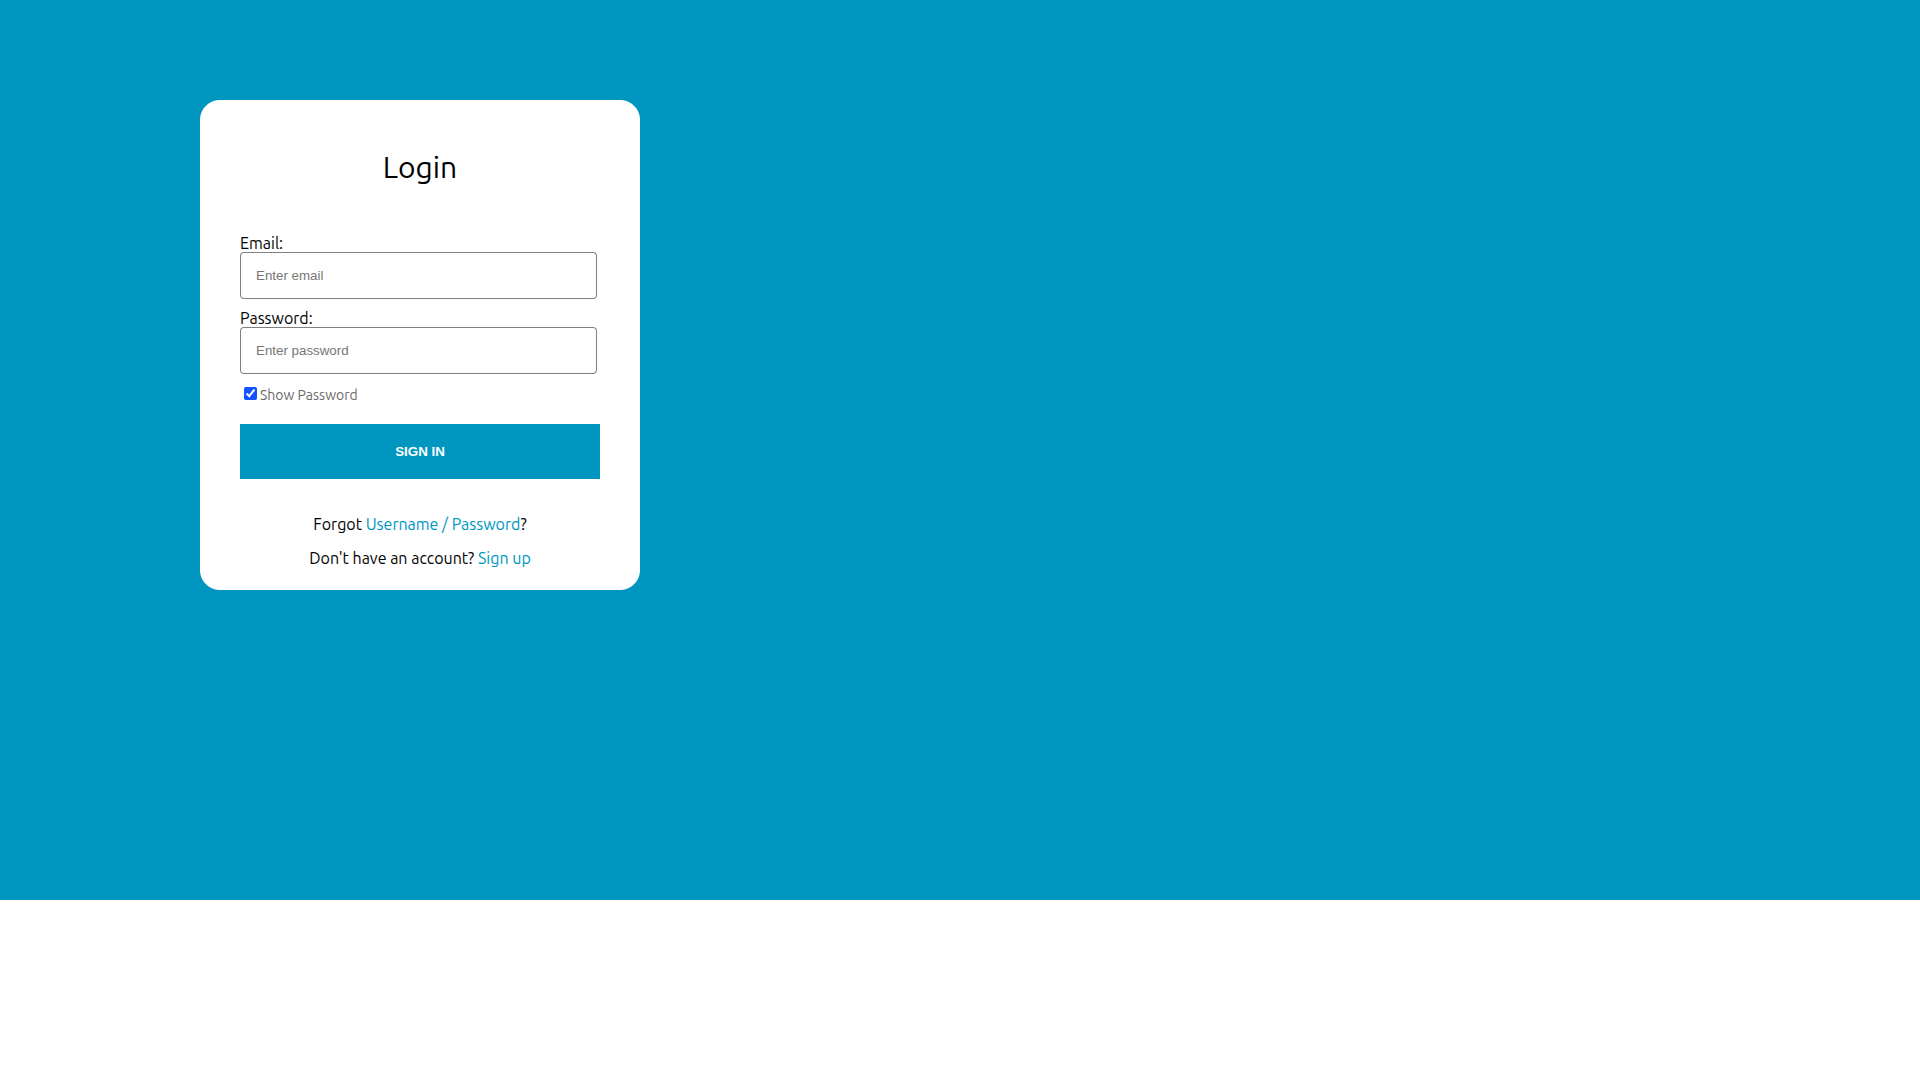 Login
Email:
Enter email
Password:
Enter password
Show Password
SIGN IN
Forgot Username / Password?
Don't have an account? Sign up